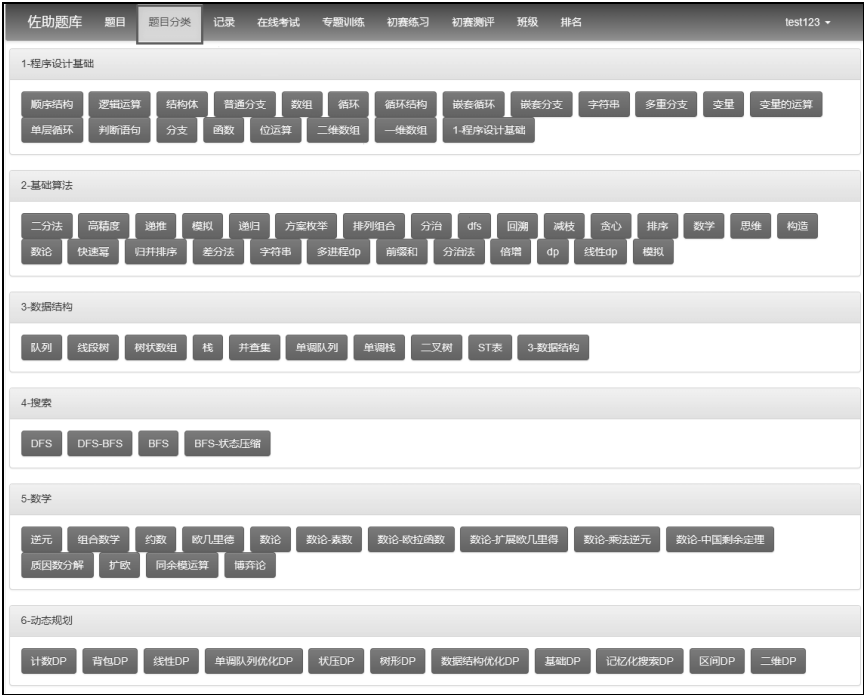 佐助题库 题目 题目分类 记录 在线考试 专题训练 初赛练习 初赛测评 班级 排名 test123
1-程序设计基础
顺序结构 逻辑运算 结构体 普通分支 数组 循环 循环结构 嵌套循环 嵌套分支 字符串 多重分支 变量 变量的运算
单层循环 判断语句 分支 函数 位运算 二维数组 一维数组 1-程序设计基础
2-基础算法
二分法 高精度 递推 模拟 递归 方案枚举 排列组合 分治 dfs 回溯 减枝 贪心 排序 数学 思维 构造
数论 快速幂 归并排序 差分法 字符串 多进程dp 前缀和 分治法 倍增 dp 线性dp 模拟
3-数据结构
队列 线段树 树状数组 栈 并查集 单调队列 单调栈 二叉树 ST表 3-数据结构
4-搜索
DFS DFS-BFS BFS BFS-状态压缩
5-数学
逆元 组合数学 约数 欧几里德 数论 数论-素数 数论-欧拉函数 数论-扩展欧几里得 数论-乘法逆元 数论-中国剩余定理
质因数分解 扩欧 同余模运算 博弈论
6-动态规划
计数DP 背包DP 线性DP 单调队列优化DP 状压DP 树形DP 数据结构优化DP 基础DP 记忆化搜索DP 区间DP 二维DP